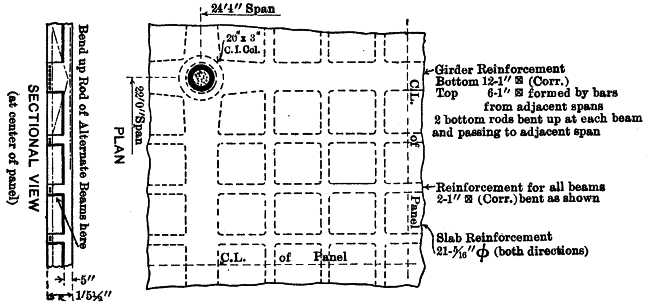 24'4" Span
20" x 3"
C.I. Col.
22'0" Span
PLAN
Bend up Rod of Alternate Beams here
SECTIONAL VIEW
(at center of panel)
5"
1'5½"
C.L. of Panel
C.L. of Panel
Girder Reinforcement
Bottom 12-1" ⊠ (Corr.)
Top 6-1" ⊠ formed by bars
from adjacent spans
2 bottom rods bent up at each beam
and passing to adjacent span
Reinforcement for all beams
2-1" ⊠ (Corr.) bent as shown
Slab Reinforcement
21-5/16" ϕ (both directions)